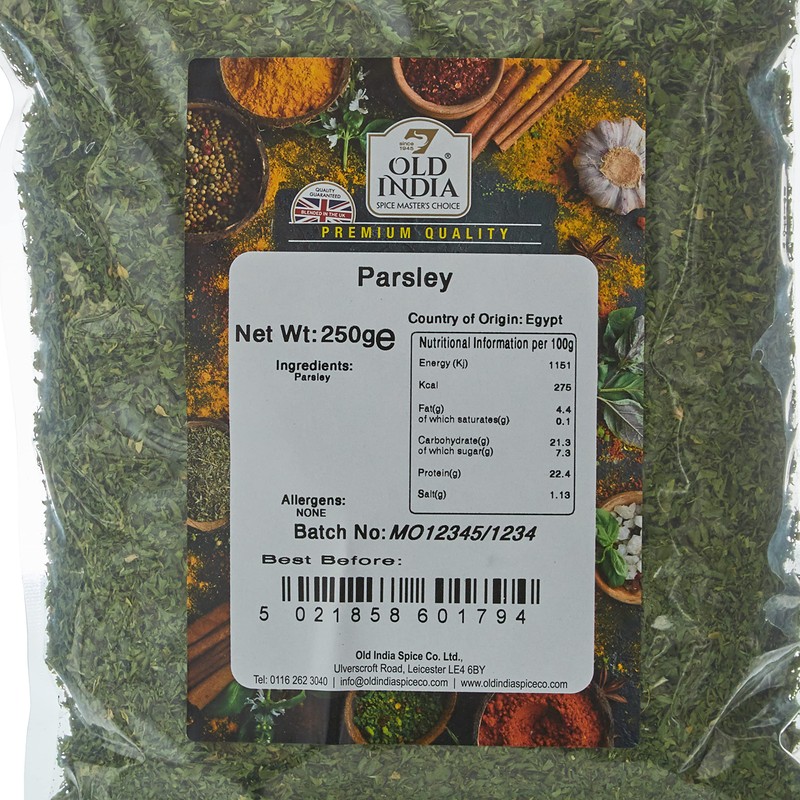 since
1945
OLD®
INDIA
SPICE MASTER'S CHOICE
QUALITY
GUARANTEED
BLENDED IN THE UK
PREMIUM QUALITY
Parsley
Country of Origin: Egypt
Net Wt: 250g e
Ingredients:
Parsley
Nutritional Information per 100g
Energy (Kj) 1151
Kcal 275
Fat(g) 4.4
of which saturates(g) 0.1
Carbohydrate(g) 21.3
of which sugar(g) 7.3
Protein(g) 22.4
Salt(g) 1.13
Allergens:
NONE
Batch No: MO12345/1234
Best Before:
5 021858 601794
Old India Spice Co. Ltd.,
Ulverscroft Road, Leicester LE4 6BY
Tel: 0116 262 3040 | info@oldindiaspiceco.com | www.oldindiaspiceco.com